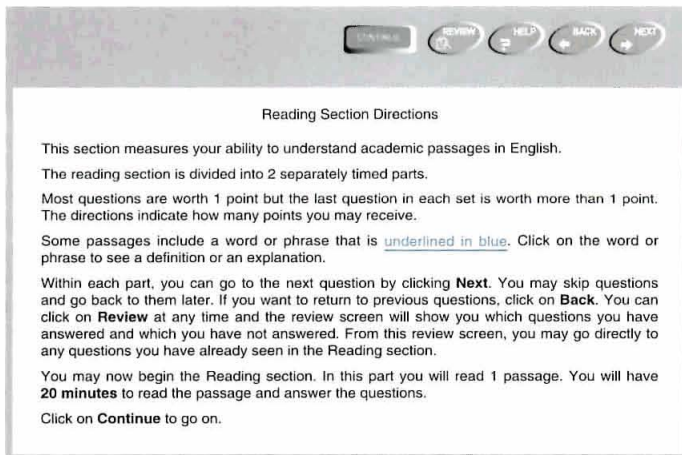 CONTINUE
REVIEW
HELP
BACK
NEXT
Reading Section Directions
This section measures your ability to understand academic passages in English.
The reading section is divided into 2 separately timed parts.
Most questions are worth 1 point but the last question in each set is worth more than 1 point.
The directions indicate how many points you may receive.
Some passages include a word or phrase that is underlined in blue. Click on the word or
phrase to see a definition or an explanation.
Within each part, you can go to the next question by clicking Next. You may skip questions
and go back to them later. If you want to return to previous questions, click on Back. You can
click on Review at any time and the review screen will show you which questions you have
answered and which you have not answered. From this review screen, you may go directly to
any questions you have already seen in the Reading section.
You may now begin the Reading section. In this part you will read 1 passage. You will have
20 minutes to read the passage and answer the questions.
Click on Continue to go on.